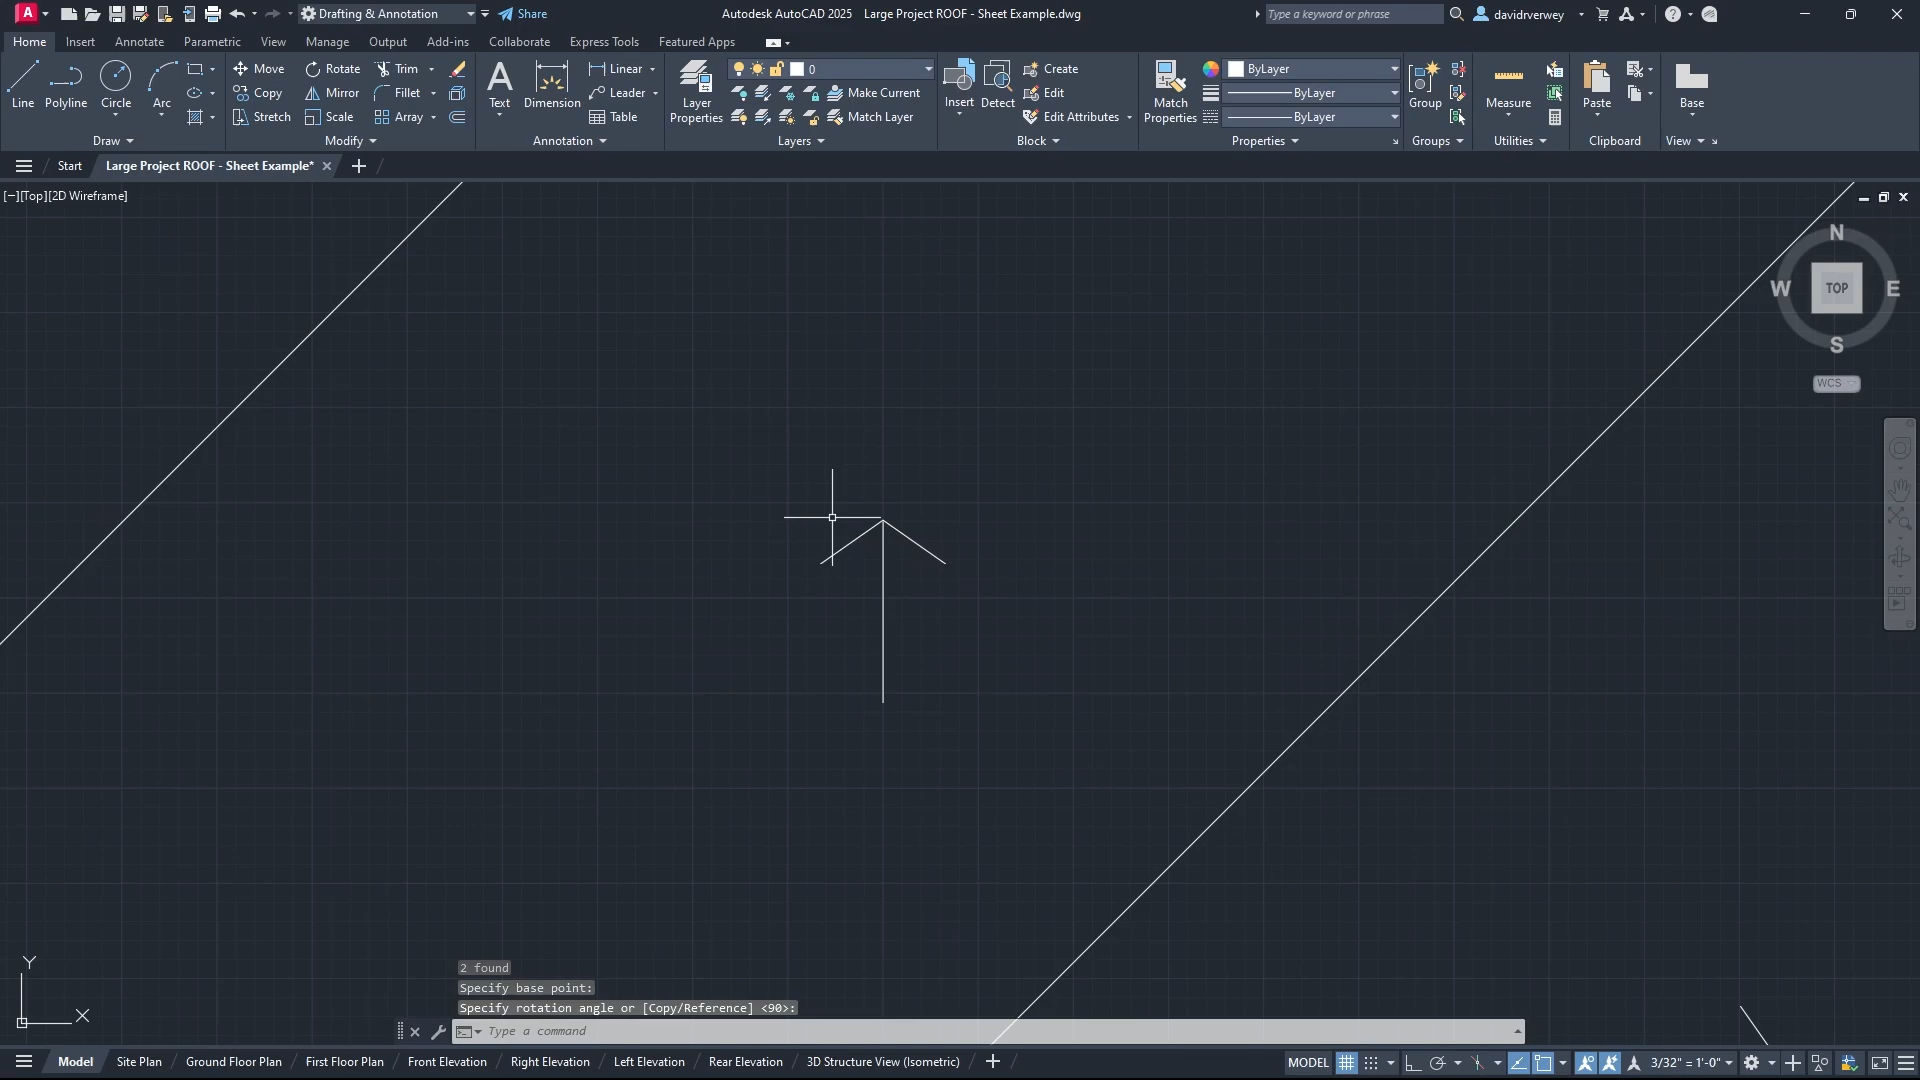 A Drafting & Annotation Share Autodesk AutoCAD 2025 Large Project ROOF - Sheet Example.dwg Type a keyword or phrase davidrverwey
Home Insert Annotate Parametric View Manage Output Add-ins Collaborate Express Tools Featured Apps
Move Rotate Trim Linear 0 Create ByLayer
Copy Mirror Fillet Leader Make Current Edit ByLayer
Line Polyline Circle Arc Text Dimension Layer Properties Insert Detect Match Properties Group Measure Paste Base
Stretch Scale Array Table Match Layer Edit Attributes ByLayer
Draw Modify Annotation Layers Block Properties Groups Utilities Clipboard View
Start Large Project ROOF - Sheet Example*
[−][Top][2D Wireframe]
N
W TOP E
S
WCS
Y
X
2 found
Specify base point:
Specify rotation angle or [Copy/Reference] <90>:
Type a command
Model Site Plan Ground Floor Plan First Floor Plan Front Elevation Right Elevation Left Elevation Rear Elevation 3D Structure View (Isometric) MODEL 3/32" = 1'-0"